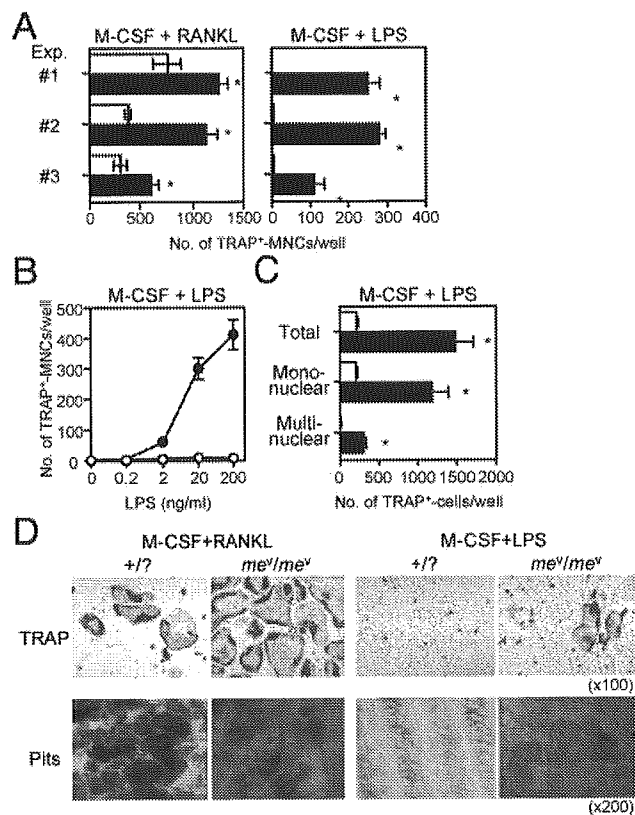 A
M-CSF + RANKL
M-CSF + LPS
Exp.
#1
#2
#3
*
*
*
*
*
*
0 500 1000 1500
0 100 200 300 400
No. of TRAP⁺-MNCs/well
B
M-CSF + LPS
No. of TRAP⁺-MNCs/well
500
400
300
200
100
0
0 0.2 2 20 200
LPS (ng/ml)
C
M-CSF + LPS
Total
Mono-
nuclear
Multi-
nuclear
*
*
*
0 500 1000 1500 2000
No. of TRAP⁺-cells/well
D
M-CSF+RANKL
M-CSF+LPS
+/? meᵛ/meᵛ +/? meᵛ/meᵛ
TRAP
(x100)
Pits
(x200)